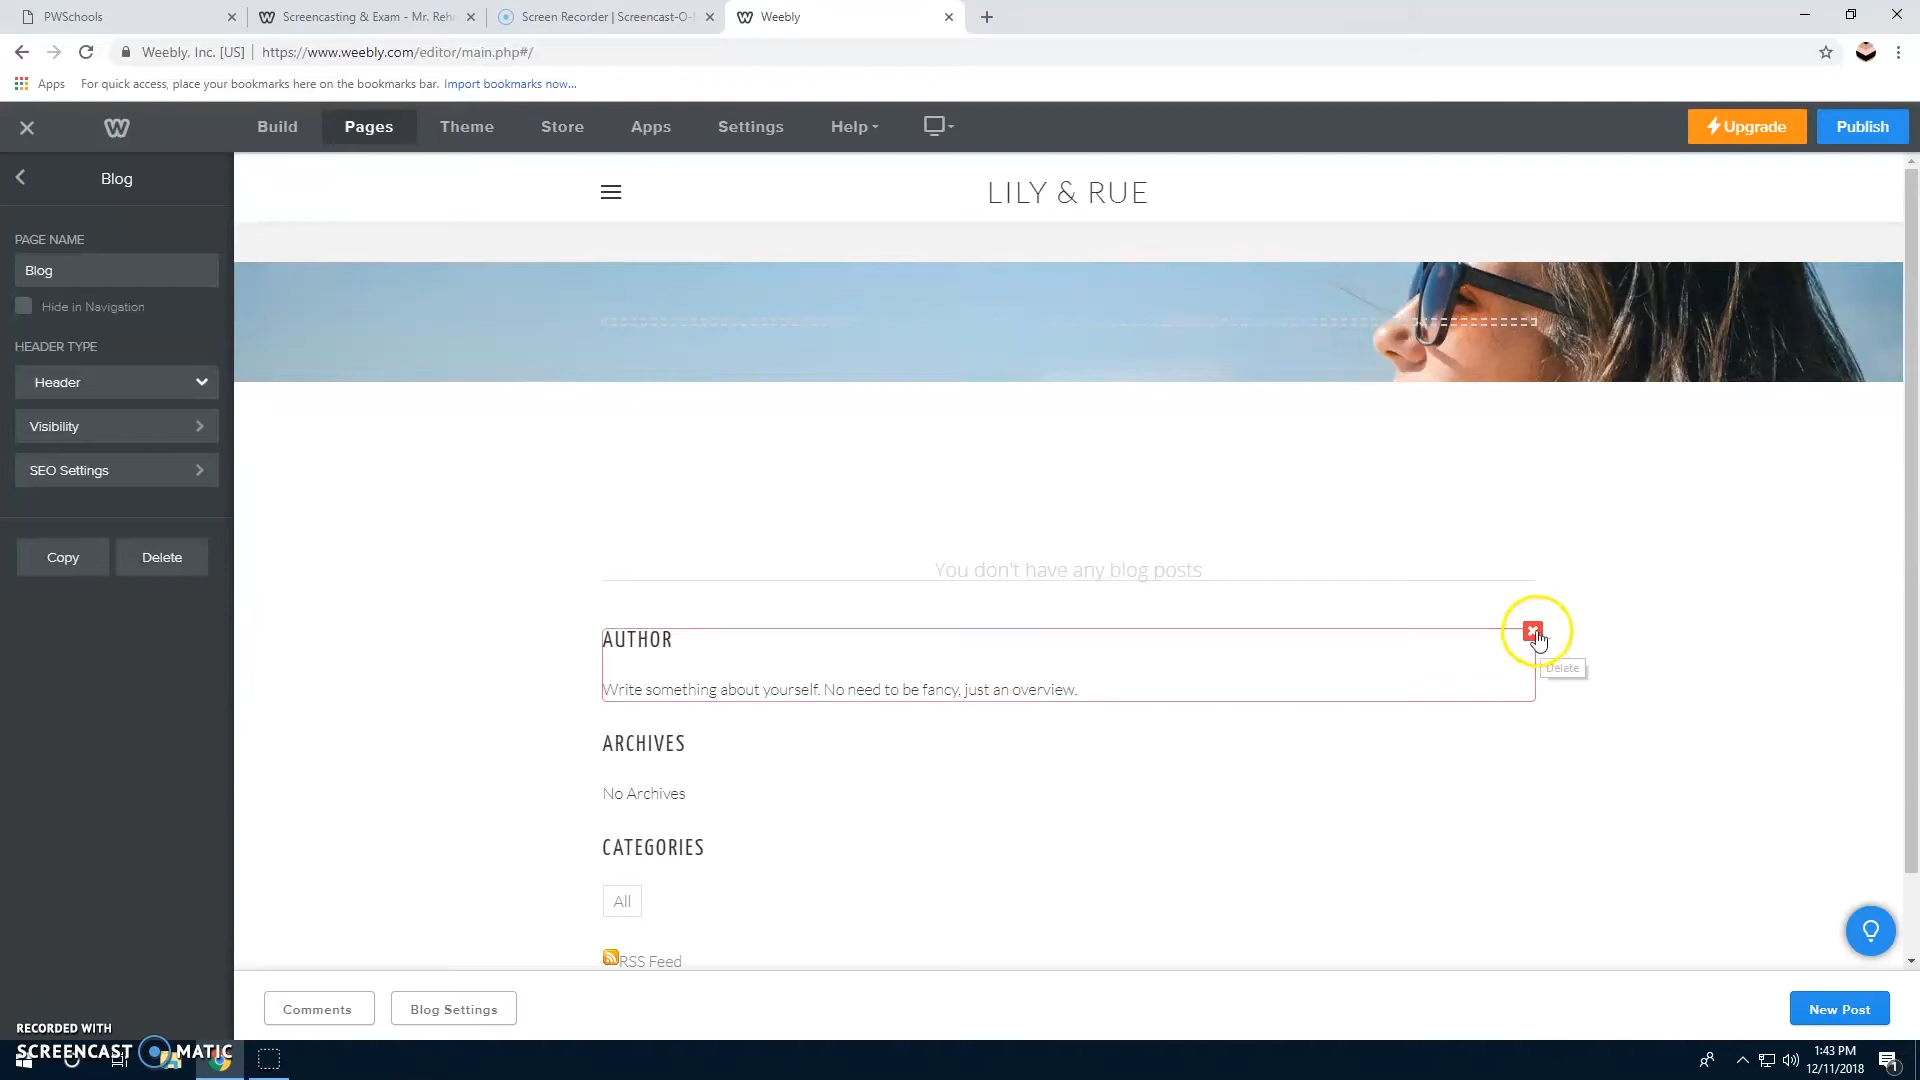 PWSchools
Screencasting & Exam - Mr. Reh
Screen Recorder | Screencast-O-
Weebly
Weebly, Inc. [US]
https://www.weebly.com/editor/main.php#/
Apps
For quick access, place your bookmarks here on the bookmarks bar. Import bookmarks now...
Build
Pages
Theme
Store
Apps
Settings
Help
Upgrade
Publish
Blog
PAGE NAME
Blog
Hide in Navigation
HEADER TYPE
Header
Visibility
SEO Settings
Copy
Delete
LILY & RUE
You don't have any blog posts
AUTHOR
Delete
Write something about yourself. No need to be fancy, just an overview.
ARCHIVES
No Archives
CATEGORIES
All
RSS Feed
Comments
Blog Settings
New Post
RECORDED WITH
SCREENCAST MATIC
1:43 PM
12/11/2018
1